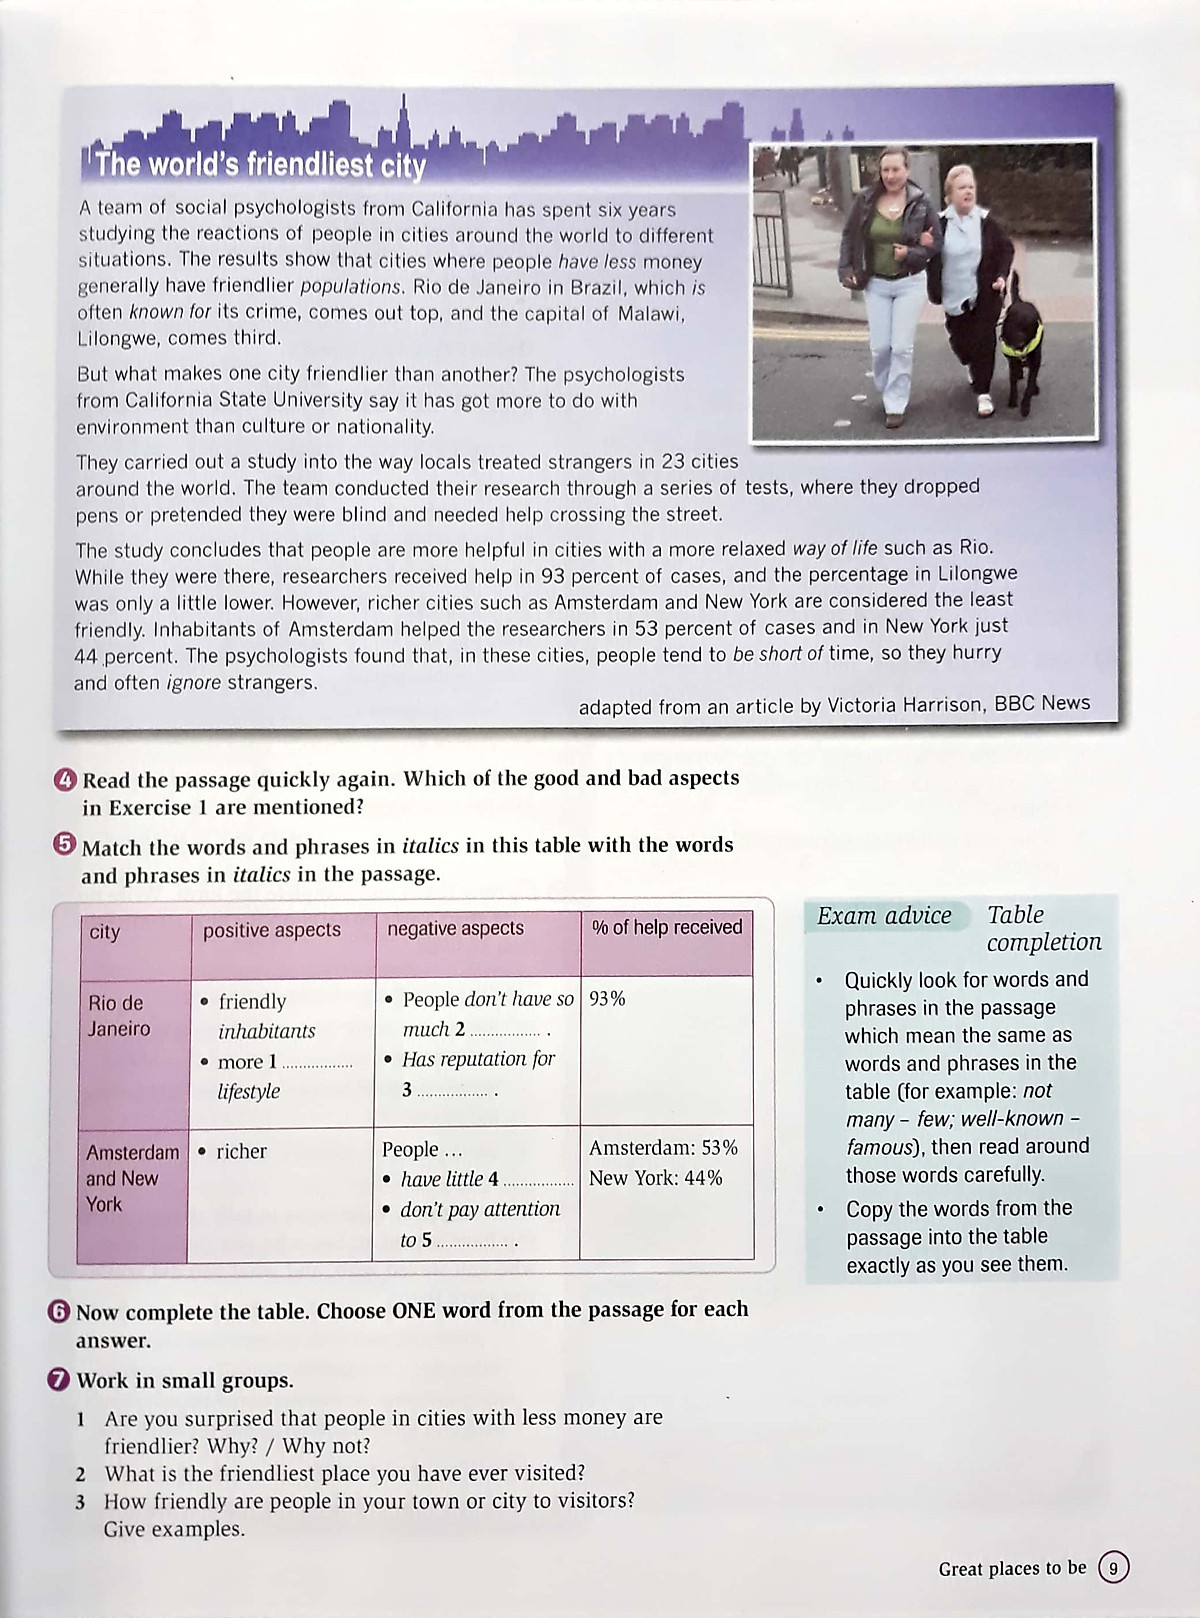 The world's friendliest city
A team of social psychologists from California has spent six years
studying the reactions of people in cities around the world to different
situations. The results show that cities where people have less money
generally have friendlier populations. Rio de Janeiro in Brazil, which is
often known for its crime, comes out top, and the capital of Malawi,
Lilongwe, comes third.
But what makes one city friendlier than another? The psychologists
from California State University say it has got more to do with
environment than culture or nationality.
They carried out a study into the way locals treated strangers in 23 cities
around the world. The team conducted their research through a series of tests, where they dropped
pens or pretended they were blind and needed help crossing the street.
The study concludes that people are more helpful in cities with a more relaxed way of life such as Rio.
While they were there, researchers received help in 93 percent of cases, and the percentage in Lilongwe
was only a little lower. However, richer cities such as Amsterdam and New York are considered the least
friendly. Inhabitants of Amsterdam helped the researchers in 53 percent of cases and in New York just
44 percent. The psychologists found that, in these cities, people tend to be short of time, so they hurry
and often ignore strangers.
adapted from an article by Victoria Harrison, BBC News
4 Read the passage quickly again. Which of the good and bad aspects
in Exercise 1 are mentioned?
5 Match the words and phrases in italics in this table with the words
and phrases in italics in the passage.
city positive aspects negative aspects % of help received
Rio de
Janeiro
• friendly
inhabitants
• more 1 ..................
lifestyle
• People don't have so
much 2 .................. .
• Has reputation for
3 .................. .
93%
Amsterdam
and New
York
• richer
People ...
• have little 4 ..................
• don't pay attention
to 5 .................. .
Amsterdam: 53%
New York: 44%
Exam advice Table
completion
• Quickly look for words and
phrases in the passage
which mean the same as
words and phrases in the
table (for example: not
many – few; well-known –
famous), then read around
those words carefully.
• Copy the words from the
passage into the table
exactly as you see them.
6 Now complete the table. Choose ONE word from the passage for each
answer.
7 Work in small groups.
1 Are you surprised that people in cities with less money are
friendlier? Why? / Why not?
2 What is the friendliest place you have ever visited?
3 How friendly are people in your town or city to visitors?
Give examples.
Great places to be 9